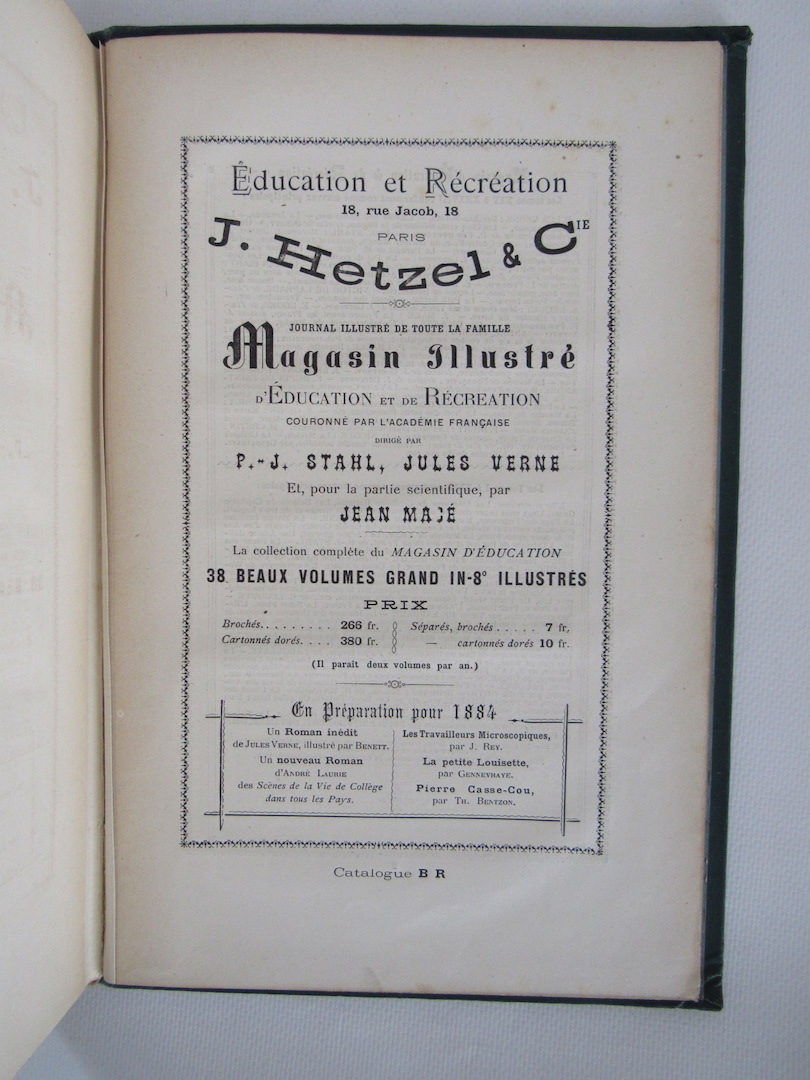 Éducation et Récréation
18, rue Jacob, 18
PARIS
J. Hetzel & CIE
JOURNAL ILLUSTRÉ DE TOUTE LA FAMILLE
Magasin Illustré
D'ÉDUCATION ET DE RÉCREATION
COURONNÉ PAR L'ACADÉMIE FRANÇAISE
DIRIGÉ PAR
P.-J. STAHL, JULES VERNE
Et, pour la partie scientifique, par
JEAN MACÉ
La collection complète du MAGASIN D'ÉDUCATION
38 BEAUX VOLUMES GRAND IN-8° ILLUSTRÉS
PRIX
Brochés......... 266 fr.
Cartonnés dorés.... 380 fr.
Séparés, brochés ..... 7 fr,
— cartonnés dorés 10 fr.
(Il parait deux volumes par an.)
En Préparation pour 1884
Un Roman inédit
de JULES VERNE, illustré par BENETT.
Un nouveau Roman
d'ANDRÉ LAURIE
des Scènes de la Vie de Collège
dans tous les Pays.
Les Travailleurs Microscopiques,
par J. REY.
La petite Louisette,
par GENNEVRAYE.
Pierre Casse-Cou,
par TH. BENTZON.
Catalogue B R